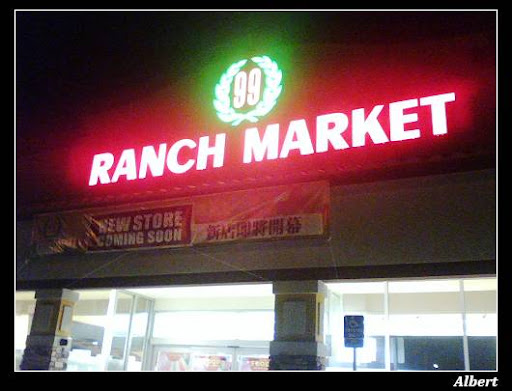 99
RANCH MARKET
NEW STORE
COMING SOON
新店即將開幕
Albert